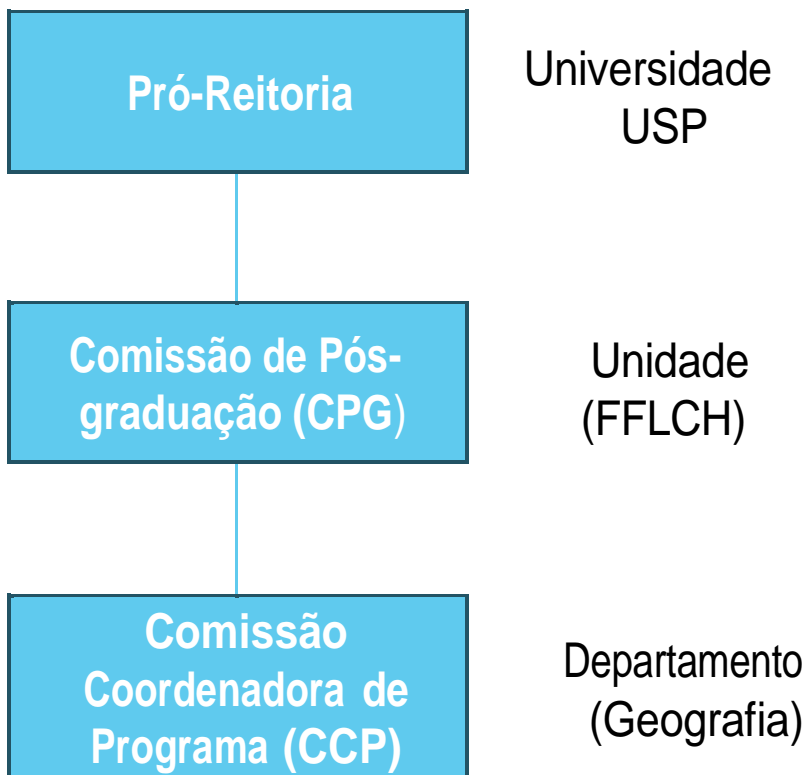 Pró-Reitoria
Universidade
USP
Comissão de Pós-
graduação (CPG)
Unidade
(FFLCH)
Comissão
Coordenadora de
Programa (CCP)
Departamento
(Geografia)